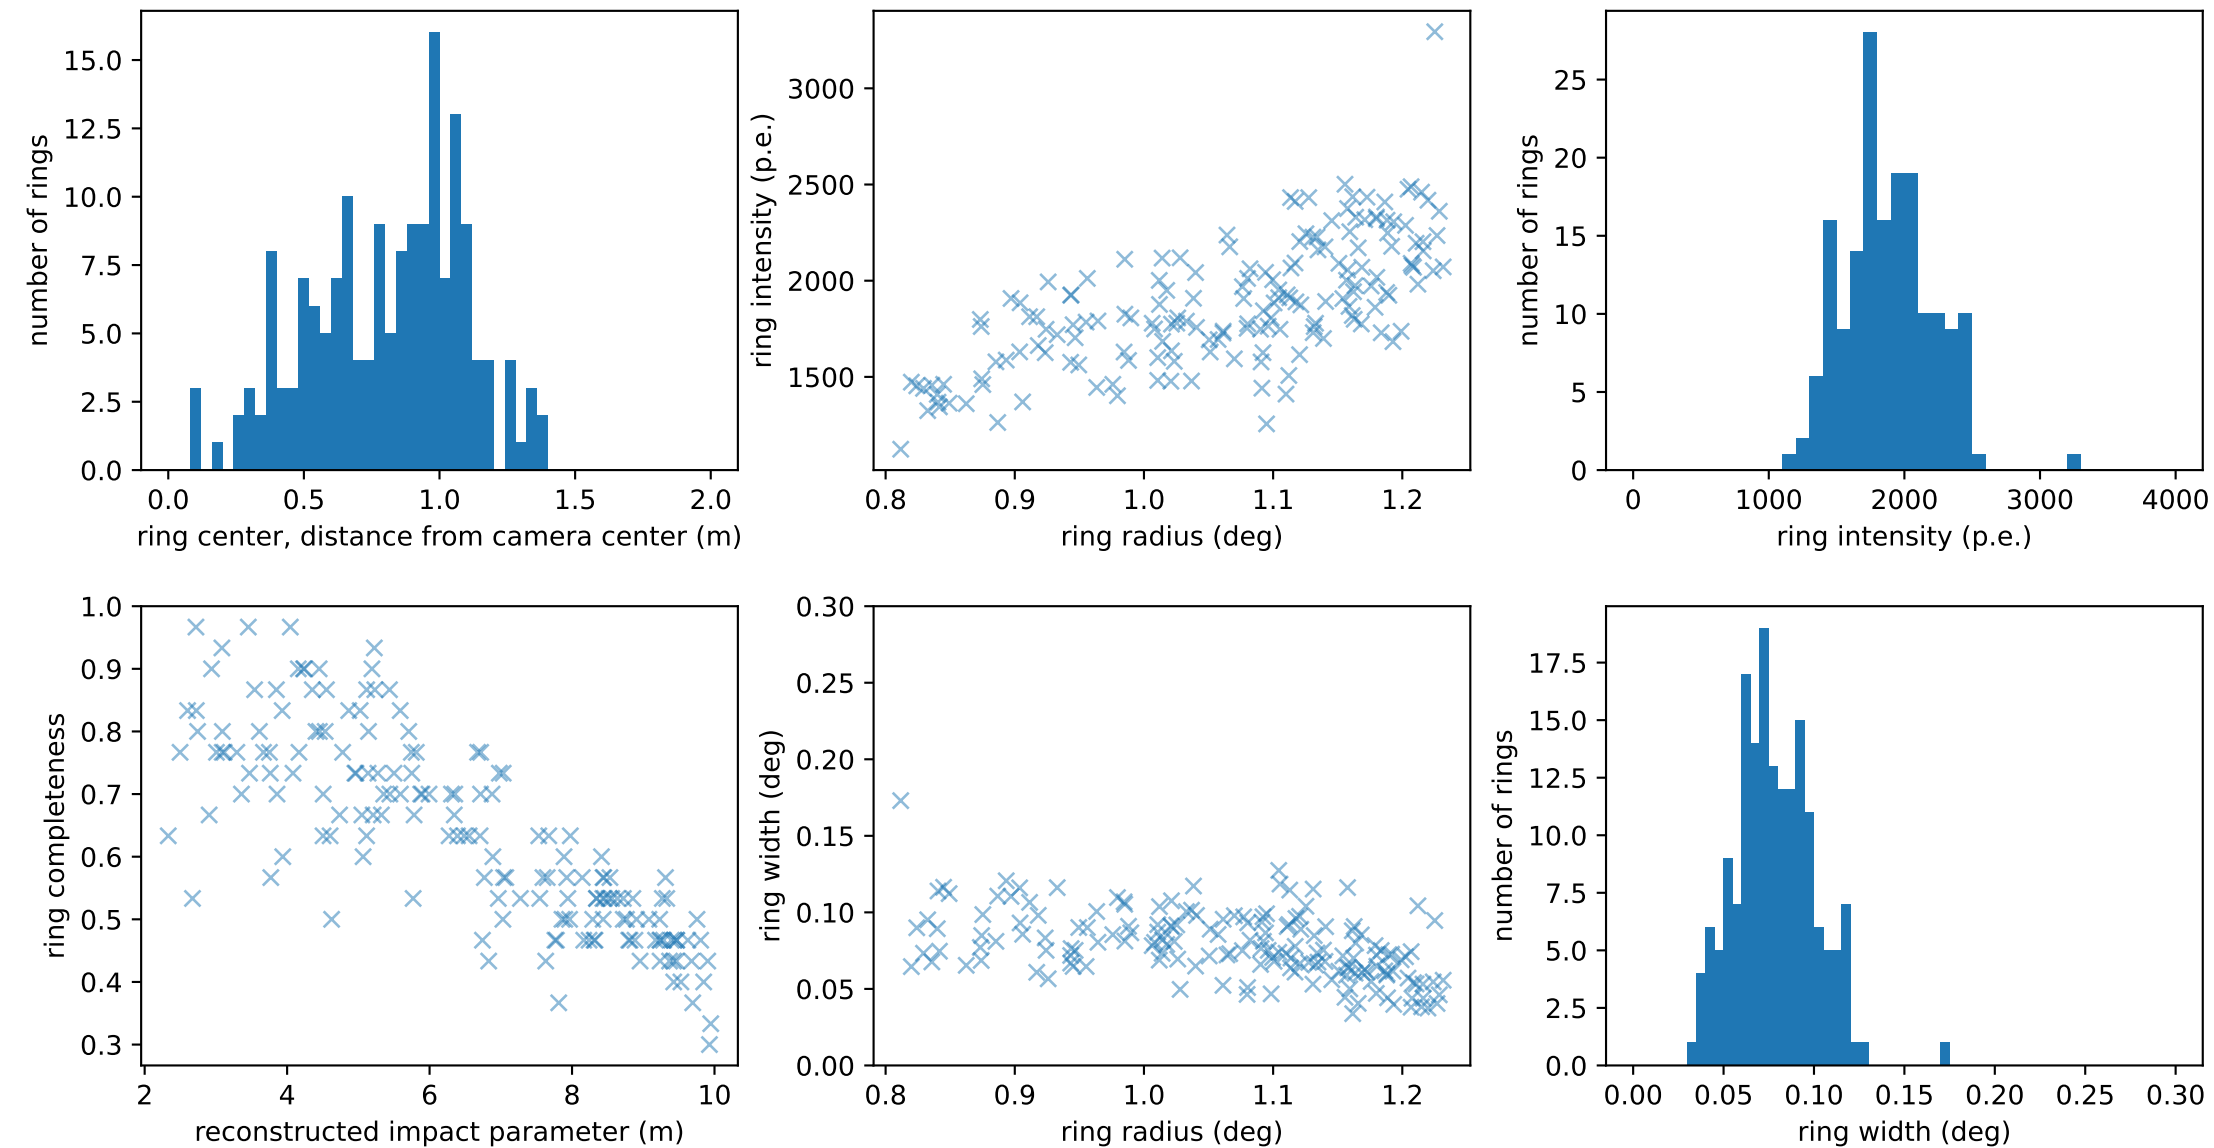 number of rings
15.0
12.5
10.0
7.5
5.0
2.5
0.0
0.0 0.5 1.0 1.5 2.0
ring center, distance from camera center (m)
ring intensity (p.e.)
3000
2500
2000
1500
0.8 0.9 1.0 1.1 1.2
ring radius (deg)
number of rings
25
20
15
10
5
0
0 1000 2000 3000 4000
ring intensity (p.e.)
ring completeness
1.0
0.9
0.8
0.7
0.6
0.5
0.4
0.3
2 4 6 8 10
reconstructed impact parameter (m)
ring width (deg)
0.30
0.25
0.20
0.15
0.10
0.05
0.00
0.8 0.9 1.0 1.1 1.2
ring radius (deg)
number of rings
17.5
15.0
12.5
10.0
7.5
5.0
2.5
0.0
0.00 0.05 0.10 0.15 0.20 0.25 0.30
ring width (deg)